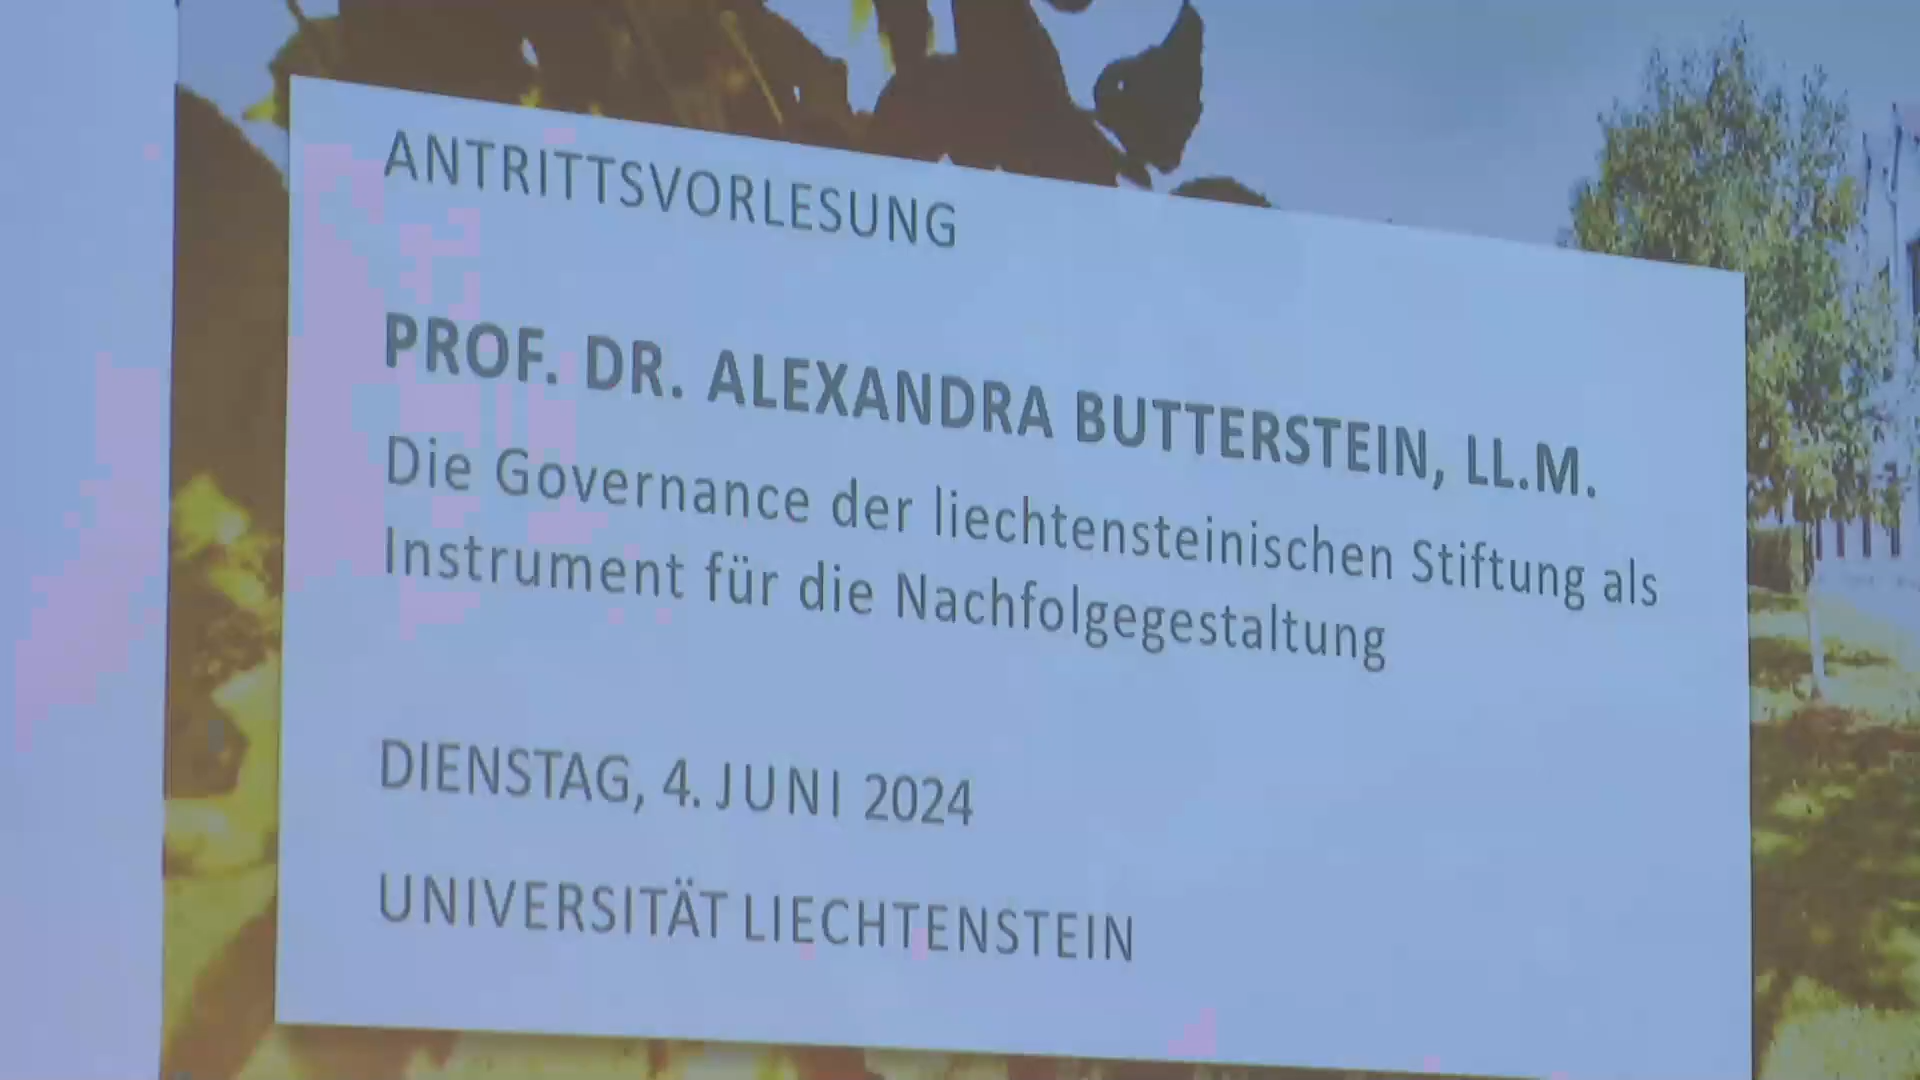 ANTRITTSVORLESUNG
PROF. DR. ALEXANDRA BUTTERSTEIN, LL.M.
Die Governance der liechtensteinischen Stiftung als
Instrument für die Nachfolgegestaltung
DIENSTAG, 4. JUNI 2024
UNIVERSITÄT LIECHTENSTEIN